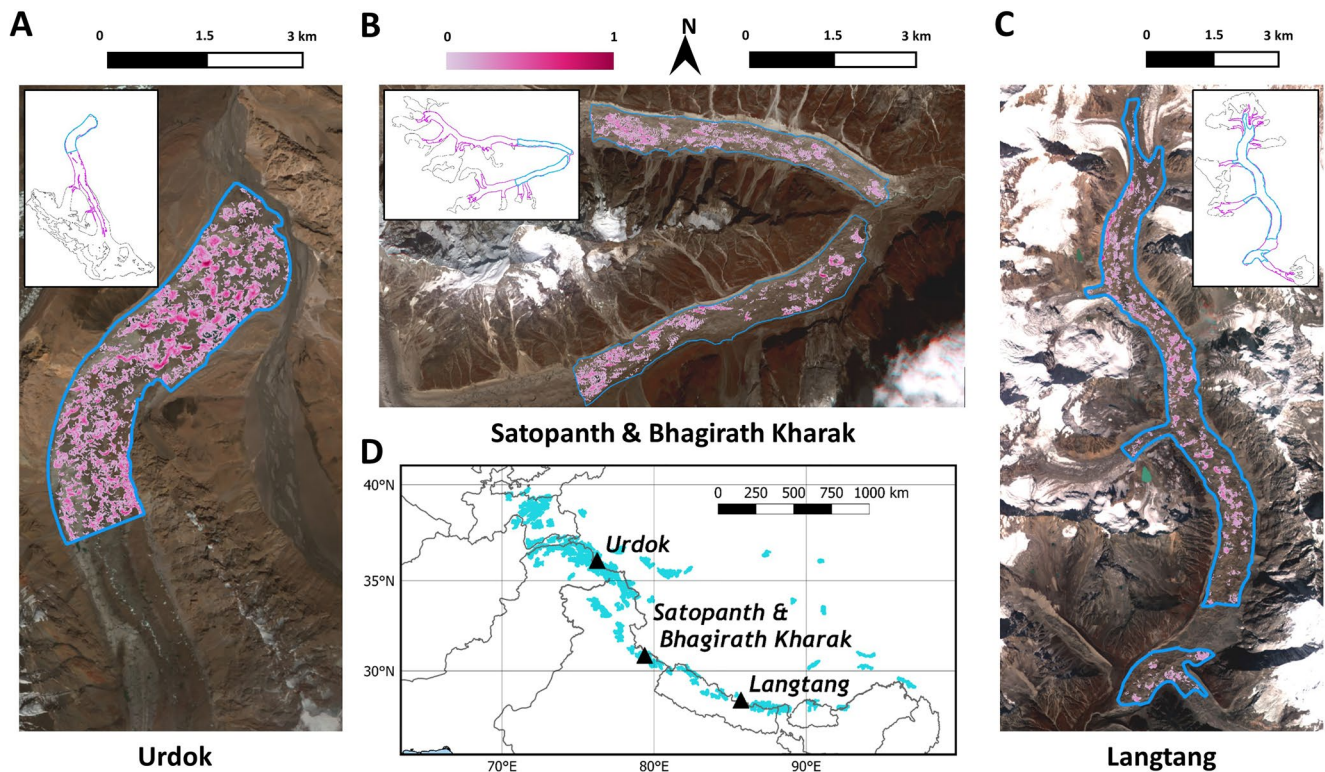 A
0 1.5 3 km
Urdok
B
0 1
N
0 1.5 3 km
Satopanth & Bhagirath Kharak
C
0 1.5 3 km
Langtang
D
40°N
35°N
30°N
70°E 80°E 90°E
0 250 500 750 1000 km
Urdok
Satopanth &
Bhagirath Kharak
Langtang